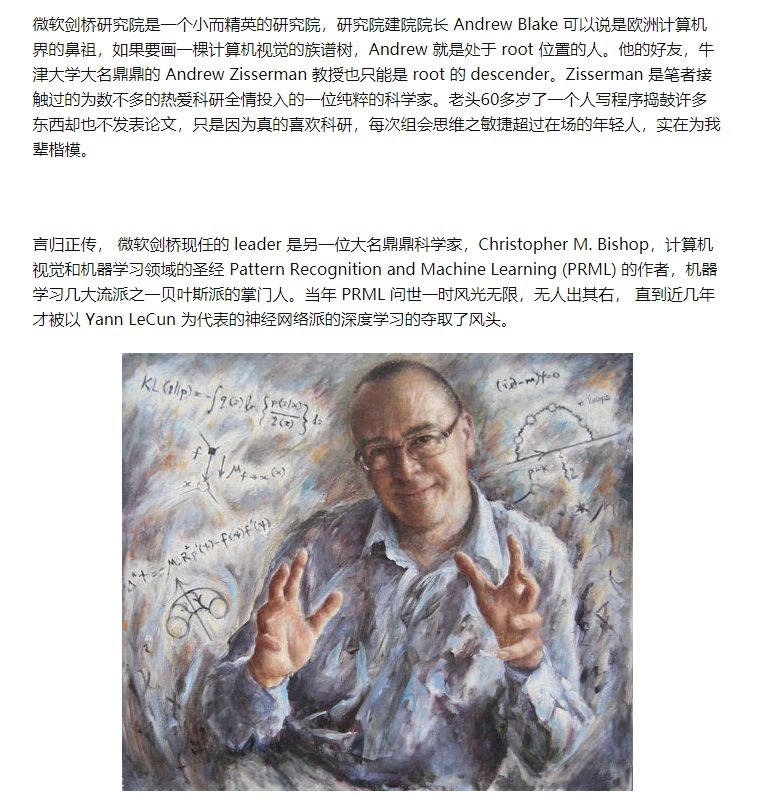 微软剑桥研究院是一个小而精英的研究院，研究院建院院长 Andrew Blake 可以说是欧洲计算机
界的鼻祖，如果要画一棵计算机视觉的族谱树，Andrew 就是处于 root 位置的人。他的好友，牛
津大学大名鼎鼎的 Andrew Zisserman 教授也只能是 root 的 descender。Zisserman 是笔者接
触过的为数不多的热爱科研全情投入的一位纯粹的科学家。老头60多岁了一个人写程序捣鼓许多
东西却也不发表论文，只是因为真的喜欢科研，每次组会思维之敏捷超过在场的年轻人，实在为我
辈楷模。
言归正传， 微软剑桥现任的 leader 是另一位大名鼎鼎科学家，Christopher M. Bishop，计算机
视觉和机器学习领域的圣经 Pattern Recognition and Machine Learning (PRML) 的作者，机器
学习几大流派之一贝叶斯派的掌门人。当年 PRML 问世一时风光无限，无人出其右， 直到近几年
才被以 Yann LeCun 为代表的神经网络派的深度学习的夺取了风头。
KL(q||p)=-∫q(z)ln{p(z|x)/q(z)}dz
(i∂-m)ψ=0
n loops
f
μf→x(x)
x